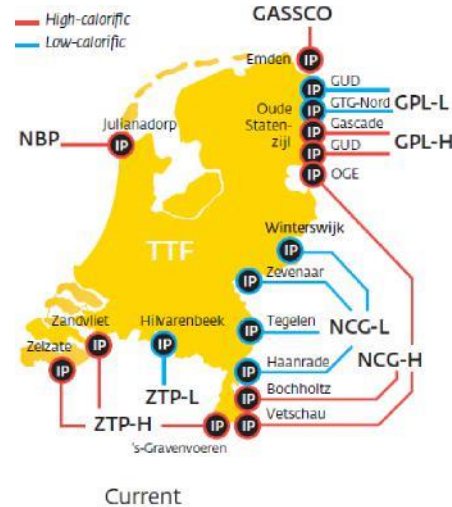 GASSCO
High-calorific
Low-calorific
Emden IP
IP GUD
Oude IP GTG-Nord GPL-L
Staten- IP Gascade
zijl IP GUD GPL-H
IP OGE
NBP Julianadorp
IP
Winterswijk
IP
TTF
Zevenaar
IP
Zandvliet Hilvarenbeek IP Tegelen NCG-L
Zelzate IP IP
NCG-H
IP Haanrade
IP Bochholtz
ZTP-L
ZTP-H IP IP Vetschau
's-Gravenvoeren
Current